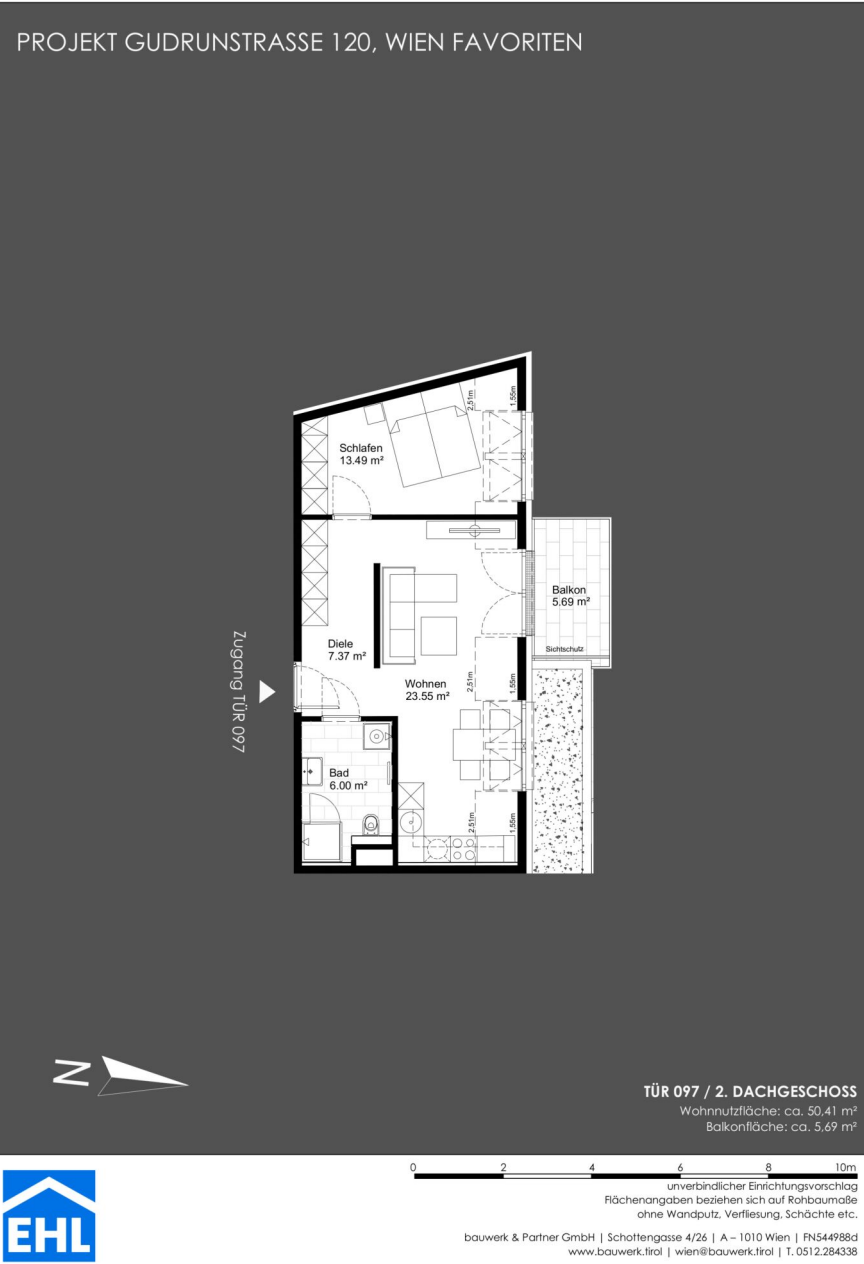 PROJEKT GUDRUNSTRASSE 120, WIEN FAVORITEN
2,51m
1,55m
Schlafen
13.49 m²
Balkon
5.69 m²
Sichtschutz
Diele
7.37 m²
Zugang TÜR 097
Wohnen
23.55 m²
2,51m
1,55m
Bad
6.00 m²
2,51m
1,55m
N
TÜR 097 / 2. DACHGESCHOSS
Wohnnutzfläche: ca. 50,41 m²
Balkonfläche: ca. 5,69 m²
0 2 4 6 8 10m
unverbindlicher Einrichtungsvorschlag
Flächenangaben beziehen sich auf Rohbaumaße
ohne Wandputz, Verfliesung, Schächte etc.
EHL
bauwerk & Partner GmbH | Schottengasse 4/26 | A – 1010 Wien | FN544988d
www.bauwerk.tirol | wien@bauwerk.tirol | T. 0512.284338